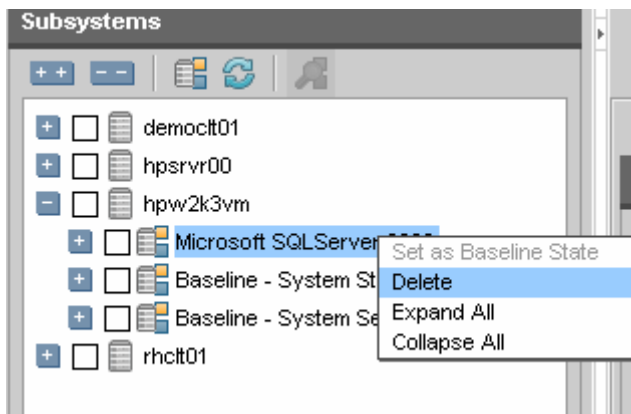 Subsystems
democlt01
hpsrvr00
hpw2k3vm
Microsoft SQLServer
Baseline - System St
Baseline - System Se
rhclt01
Set as Baseline State
Delete
Expand All
Collapse All